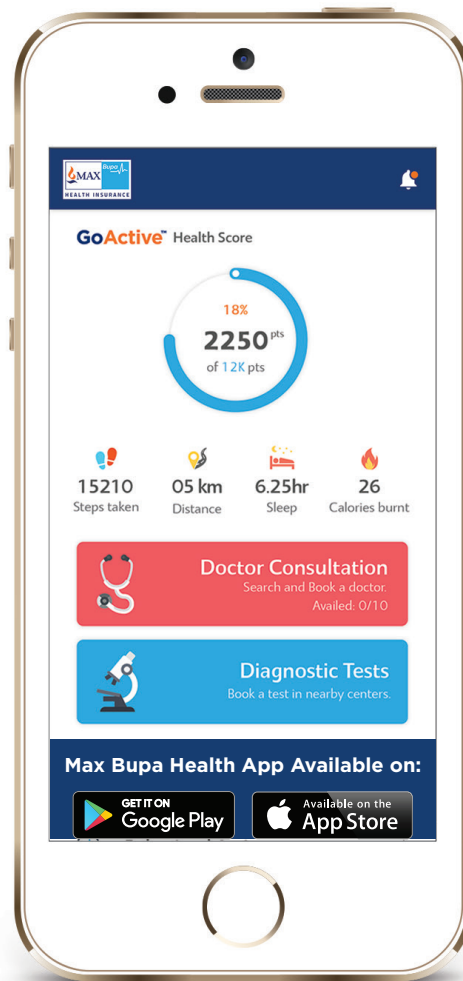 MAX Bupa
HEALTH INSURANCE
GoActive™ Health Score
18%
2250 pts
of 12K pts
15210 05 km 6.25hr 26
Steps taken Distance Sleep Calories burnt
Doctor Consultation
Search and Book a doctor.
Availed: 0/10
Diagnostic Tests
Book a test in nearby centers.
Max Bupa Health App Available on:
GET IT ON
Google Play
Available on the
App Store